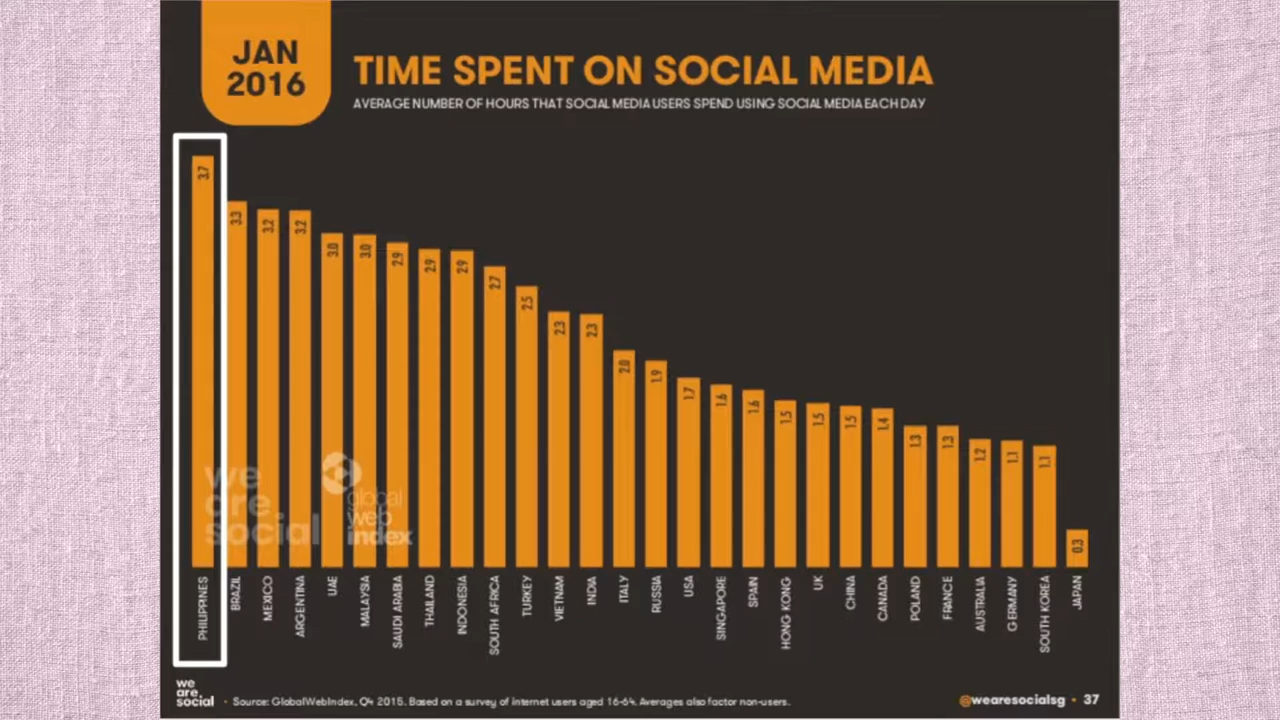 JAN
2016
TIME SPENT ON SOCIAL MEDIA
AVERAGE NUMBER OF HOURS THAT SOCIAL MEDIA USERS SPEND USING SOCIAL MEDIA EACH DAY
3.7
3.3
3.2
3.2
3.0
3.0
2.9
2.9
2.9
2.7
2.5
2.3
2.3
2.0
1.9
1.7
1.6
1.6
1.5
1.5
1.5
1.4
1.3
1.3
1.2
1.1
1.1
0.3
we
are
social
global
web
index
PHILIPPINES
BRAZIL
MEXICO
ARGENTINA
UAE
MALAYSIA
SAUDI ARABIA
THAILAND
INDONESIA
SOUTH AFRICA
TURKEY
VIETNAM
INDIA
ITALY
RUSSIA
USA
SINGAPORE
SPAIN
HONG KONG
UK
CHINA
CANADA
POLAND
FRANCE
AUSTRALIA
GERMANY
SOUTH KOREA
JAPAN
we
are
social
• Source: GlobalWebIndex, Q4 2015. Based on a survey of internet users aged 16-64. Averages also factor non-users.
@wearesocialsg • 37